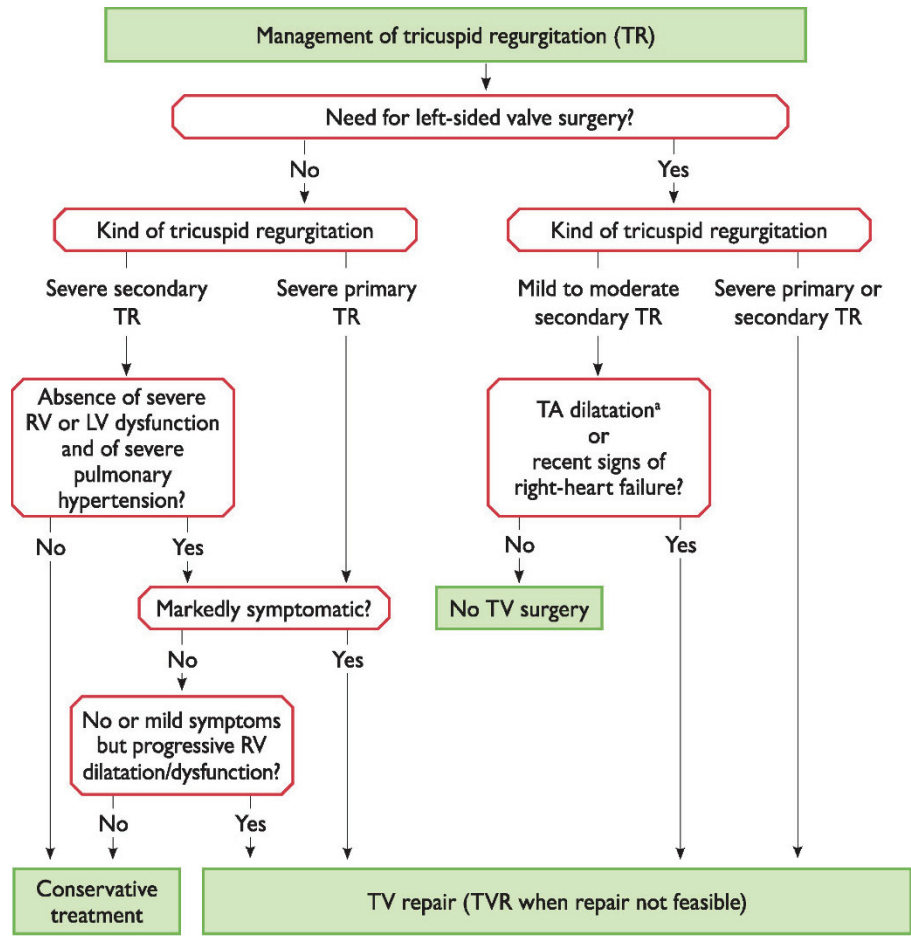 Management of tricuspid regurgitation (TR)
Need for left-sided valve surgery?
No
Yes
Kind of tricuspid regurgitation
Kind of tricuspid regurgitation
Severe secondary
TR
Severe primary
TR
Mild to moderate
secondary TR
Severe primary or
secondary TR
Absence of severe
RV or LV dysfunction
and of severe
pulmonary
hypertension?
TA dilatationᵃ
or
recent signs of
right-heart failure?
No
Yes
No
Yes
Markedly symptomatic?
No TV surgery
No
Yes
No or mild symptoms
but progressive RV
dilatation/dysfunction?
No
Yes
Conservative
treatment
TV repair (TVR when repair not feasible)